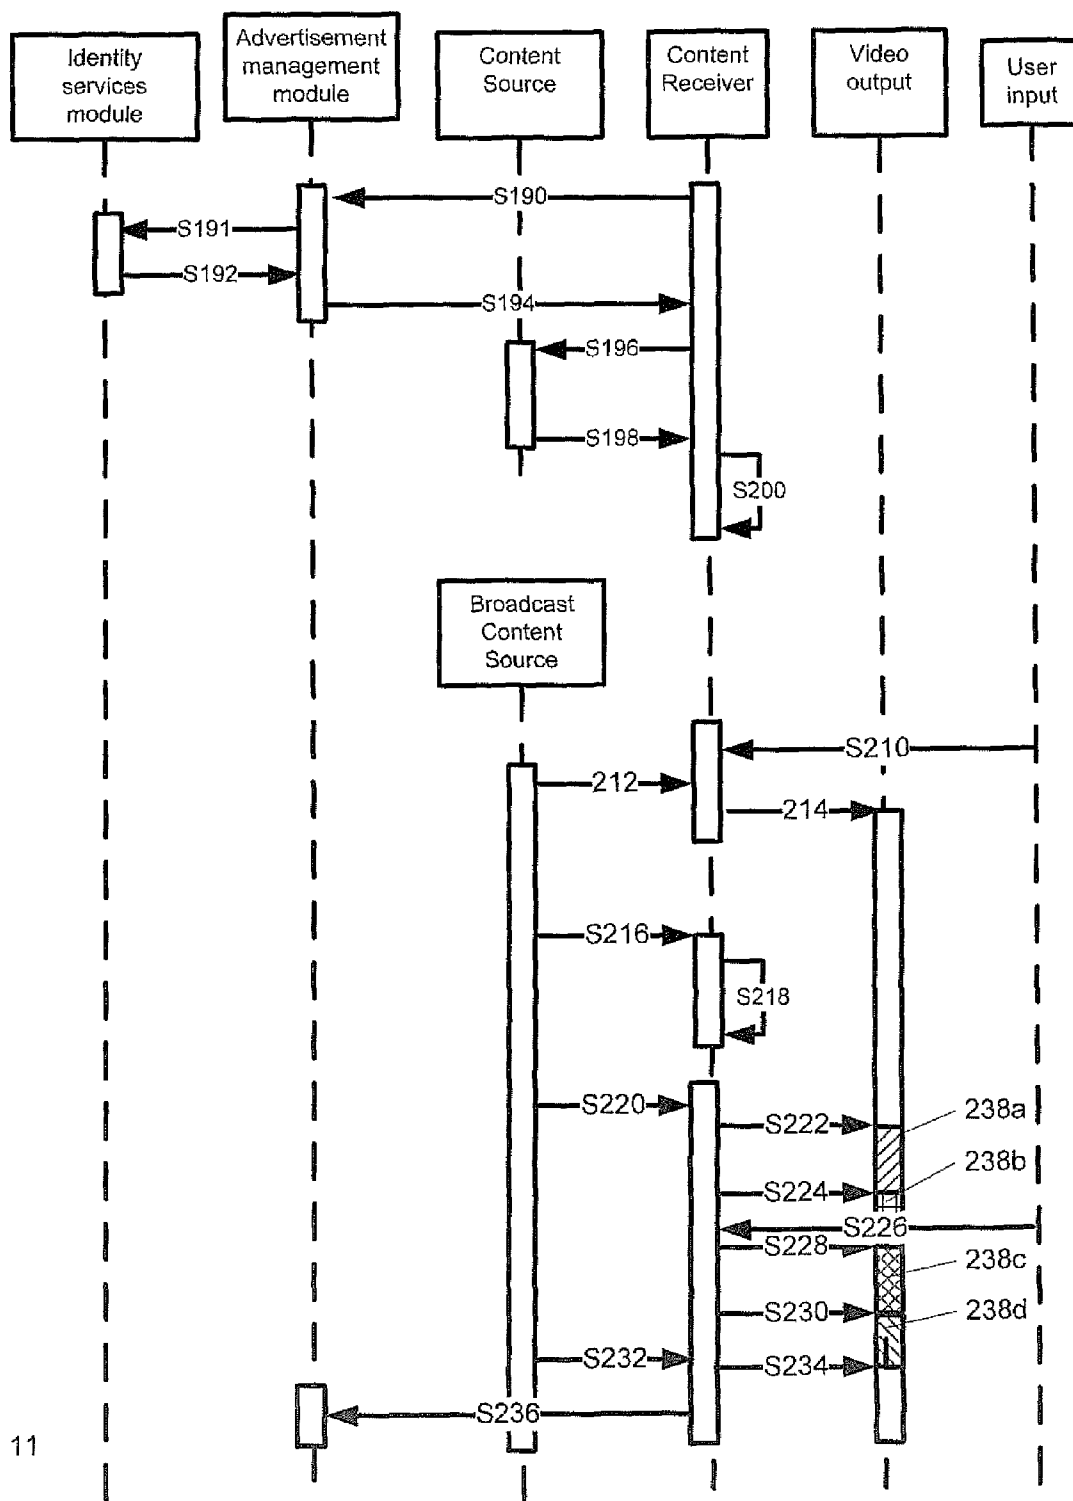 Identity
services
module
Advertisement
management
module
Content
Source
Content
Receiver
Video
output
User
input
S190
S191
S192
S194
S196
S198
S200
Broadcast
Content
Source
S210
212
214
S216
S218
S220
S222
238a
238b
S224
S226
S228
238c
S230
238d
S232
S234
S236
11